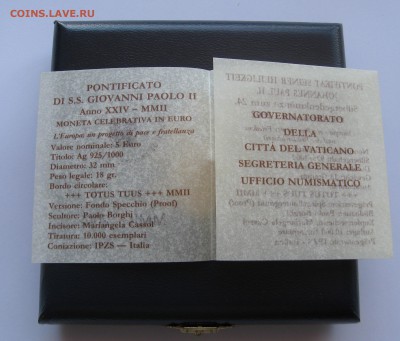 COINS.LAVE.RU
PONTIFICATO
DI S.S. GIOVANNI PAOLO II
Anno XXIV – MMII
MONETA CELEBRATIVA IN EURO
L'Europa: un progetto di pace e fratellanza
Valore nominale: 5 Euro
Titolo: Ag 925/1000
Diametro: 32 mm
Peso legale: 18 gr.
Bordo circolare:
+++ TOTUS TUUS +++ MMII
Versione: Fondo Specchio (Proof)
Scultore: Paolo Borghi
Incisore: Mariangela
Tiratura: 10.000 esemplari
Coniazione: IPZS — Italia
GOVERNATORATO
DELLA
CITTÀ DEL VATICANO
SEGRETERIA GENERALE
UFFICIO NUMISMATICO